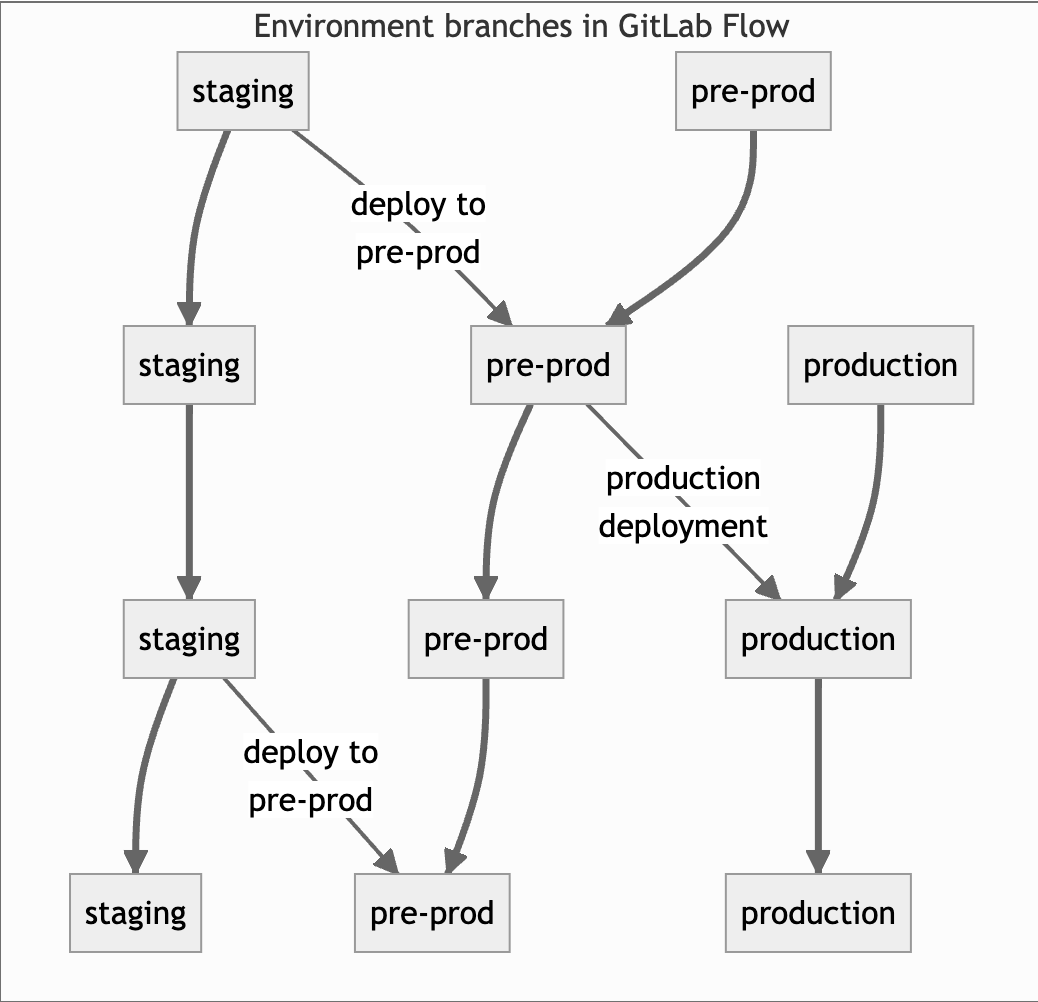 Environment branches in GitLab Flow
staging
pre-prod
deploy to
pre-prod
staging
pre-prod
production
production
deployment
staging
pre-prod
production
deploy to
pre-prod
staging
pre-prod
production